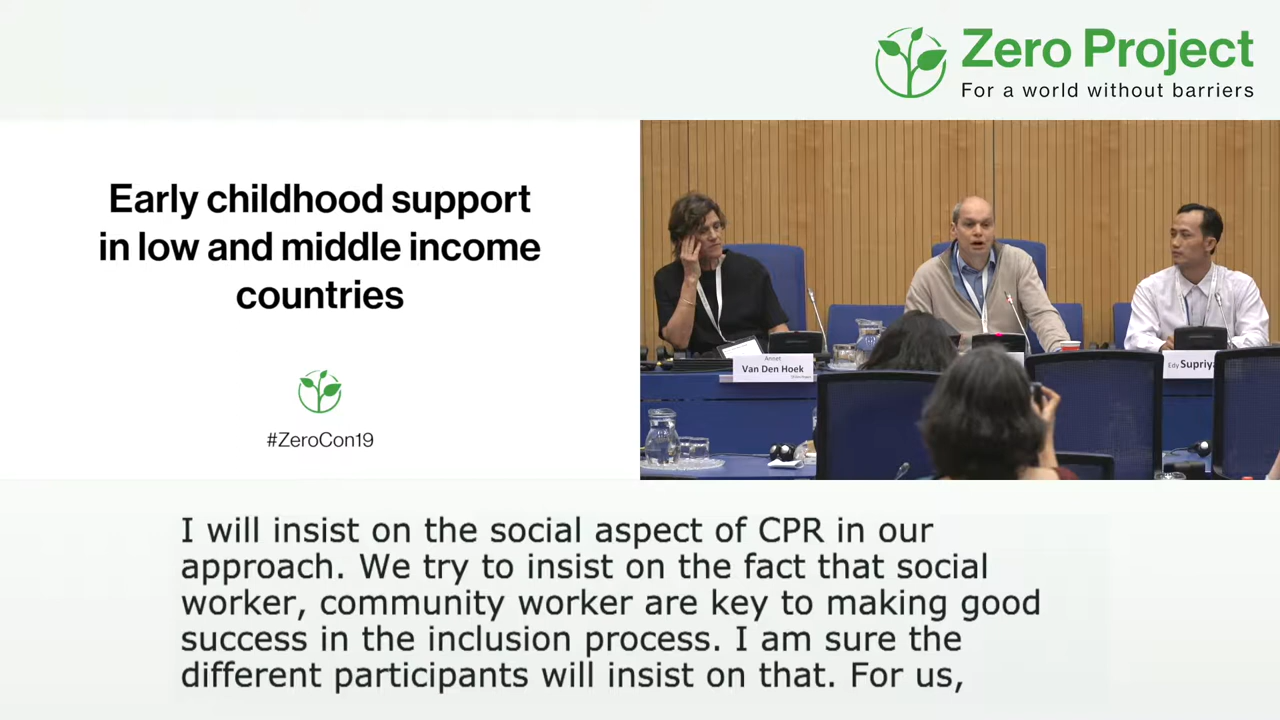 Zero Project
For a world without barriers
Early childhood support
in low and middle income
countries
#ZeroCon19
Annet
Van Den Hoek
Edy Supriya
I will insist on the social aspect of CPR in our
approach. We try to insist on the fact that social
worker, community worker are key to making good
success in the inclusion process. I am sure the
different participants will insist on that. For us,